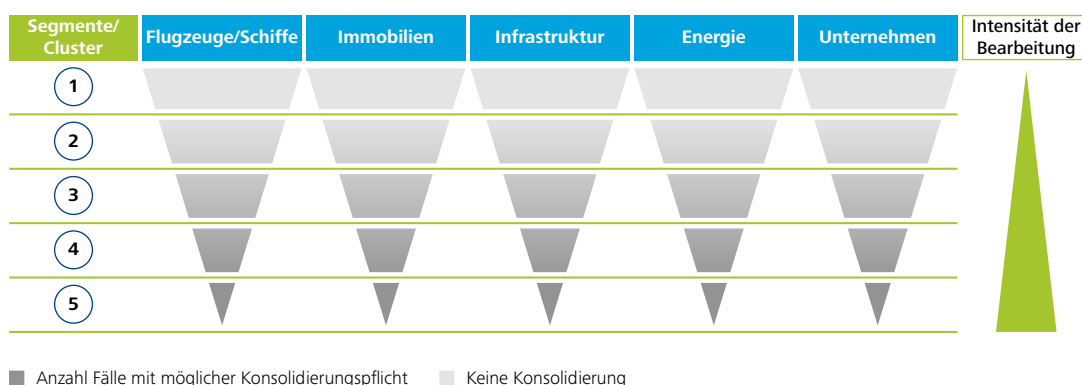 Segmente/
Cluster
Flugzeuge/Schiffe
Immobilien
Infrastruktur
Energie
Unternehmen
Intensität der
Bearbeitung
1
2
3
4
5
Anzahl Fälle mit möglicher Konsolidierungspflicht
Keine Konsolidierung